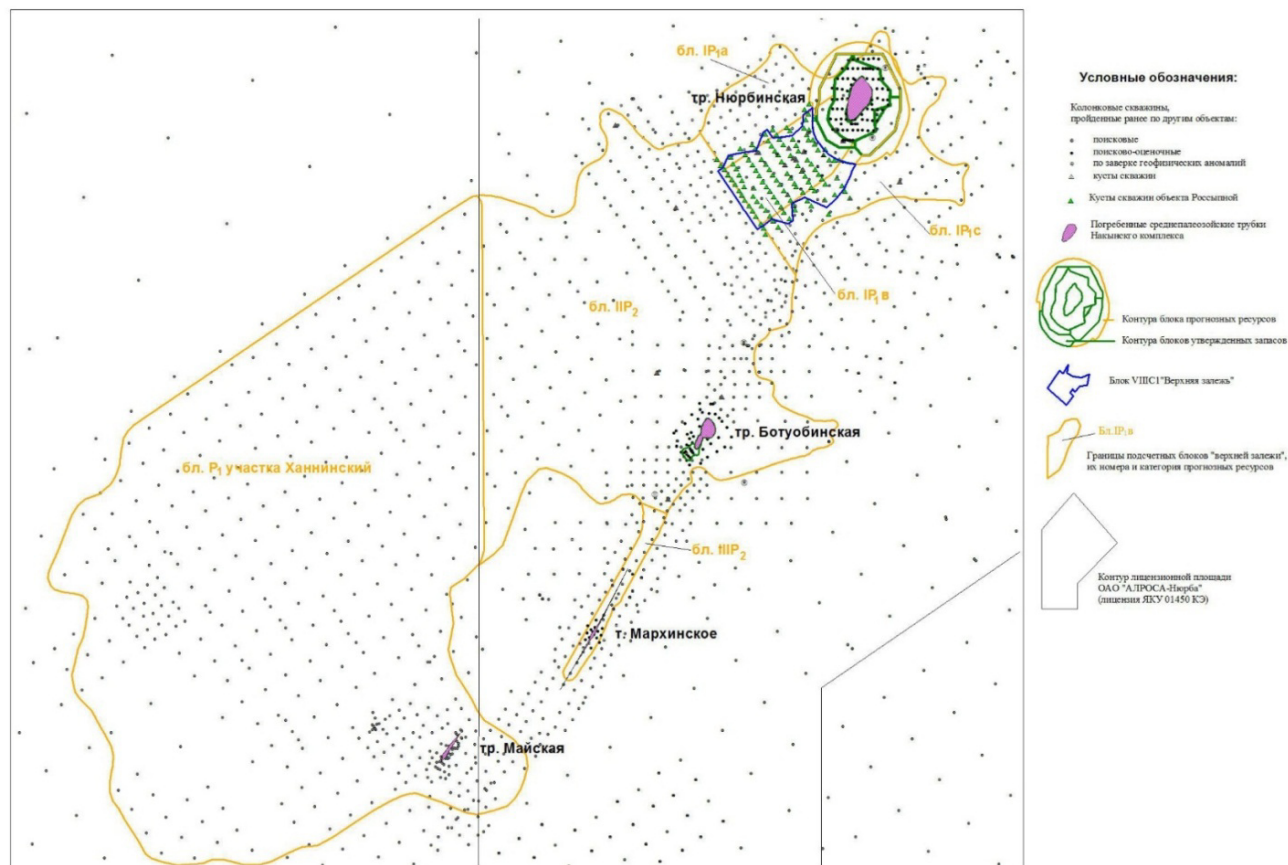 бл. IP₁а
тр. Нюрбинская
бл. IP₁с
бл. IP₁ в
бл. IIP₂
тр. Ботуобинская
бл. P₁ участка Ханнинский
бл. IIIP₂
т. Мархинское
тр. Майская
Условные обозначения:
Колонковые скважины,
пройденные ранее по другим объектам:
поисковые
поисково-оценочные
по заверке геофизических аномалий
кусты скважин
Кусты скважин объекта Россыпной
Погребенные среднепалеозойские трубки
Накынского комплекса
Контура блока прогнозных ресурсов
Контура блоков утвержденных запасов
Блок VIIIC1"Верхняя залежь"
Бл.IP₁в
Границы подсчетных блоков "верхней залежи",
их номера и категория прогнозных ресурсов
Контур лицензионной площади
ОАО "АЛРОСА-Нюрба"
(лицензия ЯКУ 01450 КЭ)